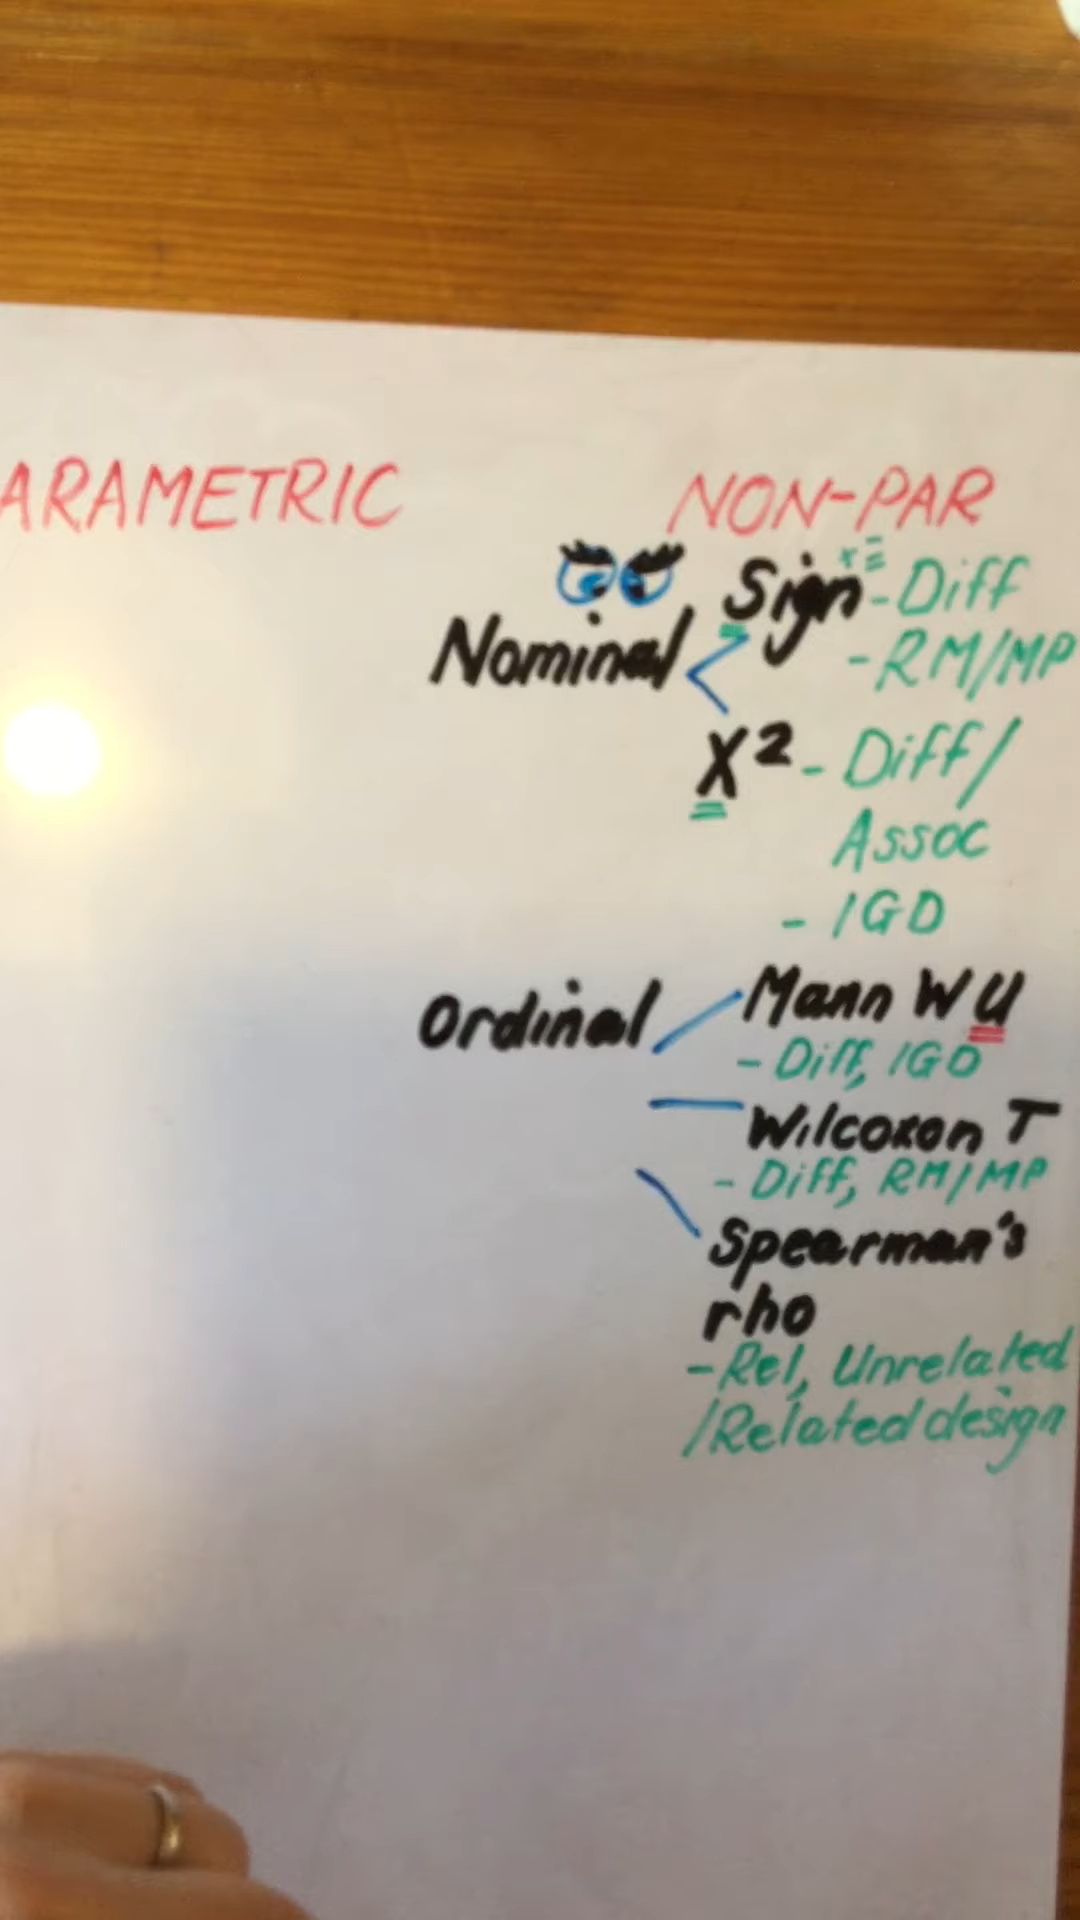 ARAMETRIC
NON-PAR
Sign - Diff
- RM/MP
Nominal
X² - Diff/
Assoc
- IGD
Ordinal
Mann W U
- Diff, IGD
Wilcoxon T
- Diff, RM/MP
Spearman's
rho
- Rel, Unrelated
/Related design